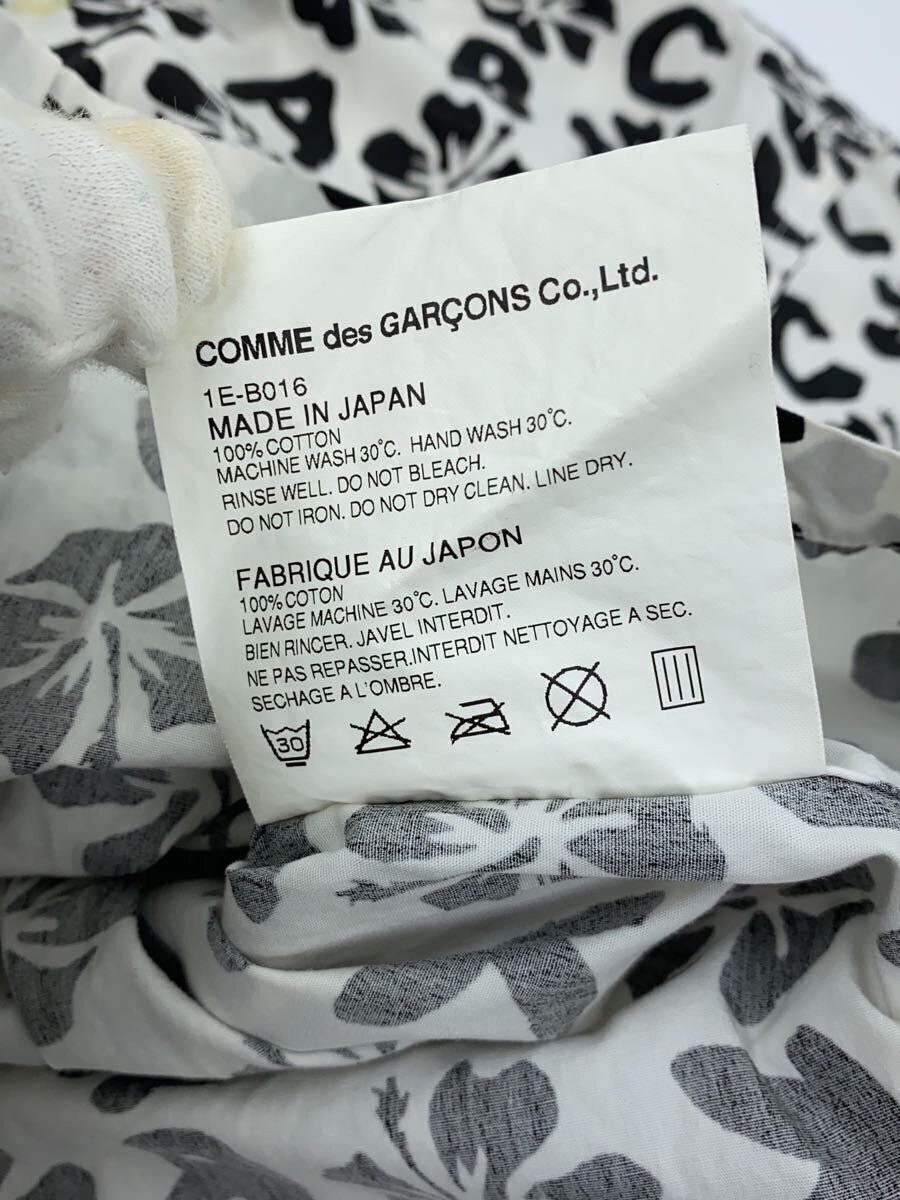 COMME des GARÇONS Co.,Ltd.
1E-B016
MADE IN JAPAN
100% COTTON
MACHINE WASH 30°C. HAND WASH 30°C.
RINSE WELL. DO NOT BLEACH.
DO NOT IRON. DO NOT DRY CLEAN. LINE DRY.
FABRIQUE AU JAPON
100% COTON
LAVAGE MACHINE 30°C. LAVAGE MAINS 30°C.
BIEN RINCER. JAVEL INTERDIT.
NE PAS REPASSER.INTERDIT NETTOYAGE A SEC.
SECHAGE A L'OMBRE.
30